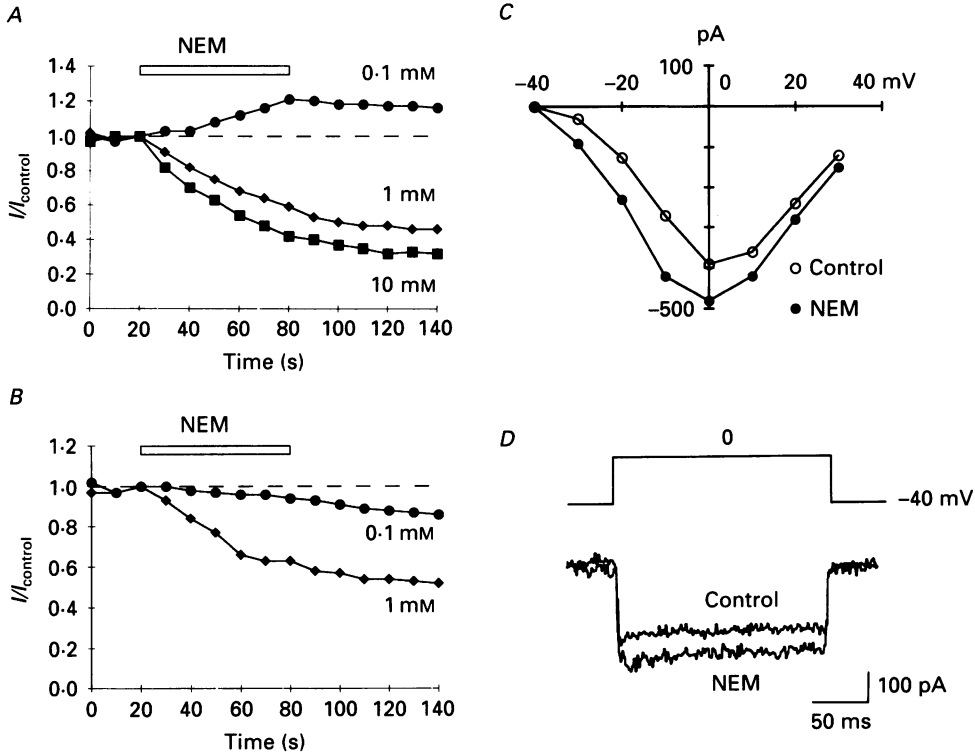 A
NEM
1·4
1·2
1·0
0·8
0·6
0·4
0·2
0·0
I/Icontrol
0·1 mM
1 mM
10 mM
0 20 40 60 80 100 120 140
Time (s)
B
NEM
1·2
1·0
0·8
0·6
0·4
0·2
0·0
I/Icontrol
0·1 mM
1 mM
0 20 40 60 80 100 120 140
Time (s)
C
pA
100
−40 −20 0 20 40 mV
−500
Control
NEM
D
0
−40 mV
Control
NEM
100 pA
50 ms